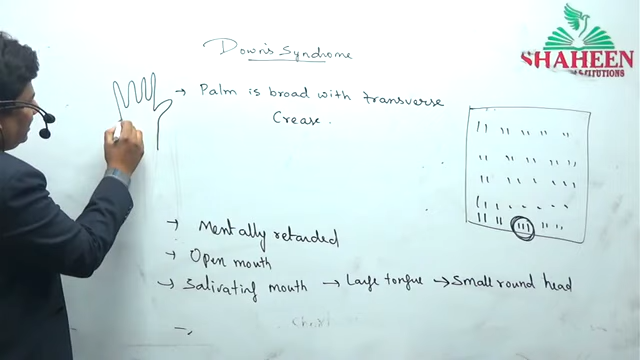 Down's Syndrome
SHAHEEN
INSTITUTIONS
→ Palm is broad with transverse
Crease.
→ Mentally retarded
→ Open mouth
→ Salivating mouth → Large tongue → Small round head